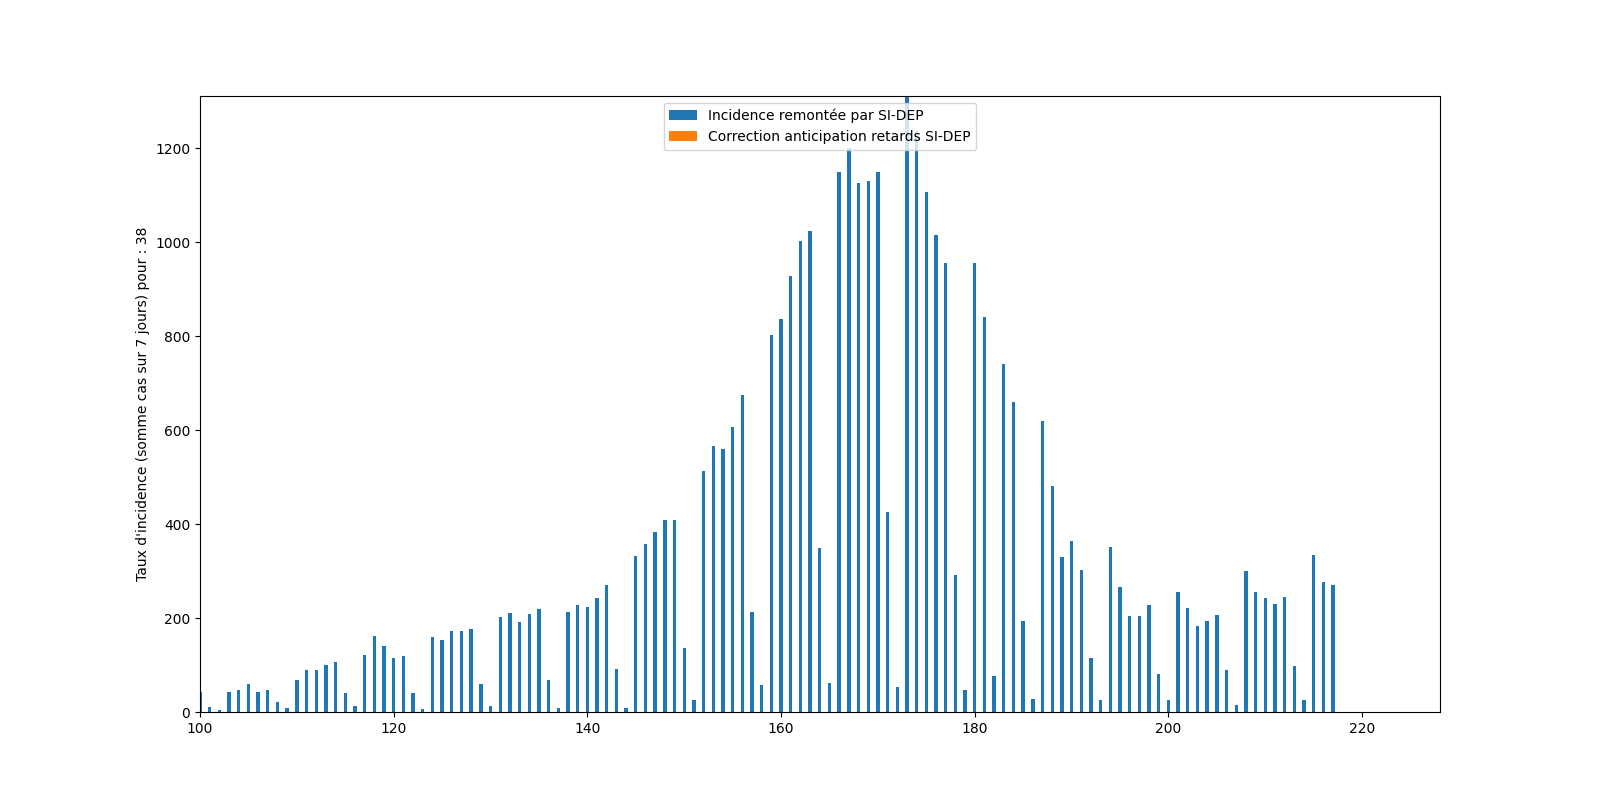 Incidence remontée par SI-DEP
Correction anticipation retards SI-DEP
Taux d'incidence (somme cas sur 7 jours) pour : 38
1200
1000
800
600
400
200
0
100 120 140 160 180 200 220